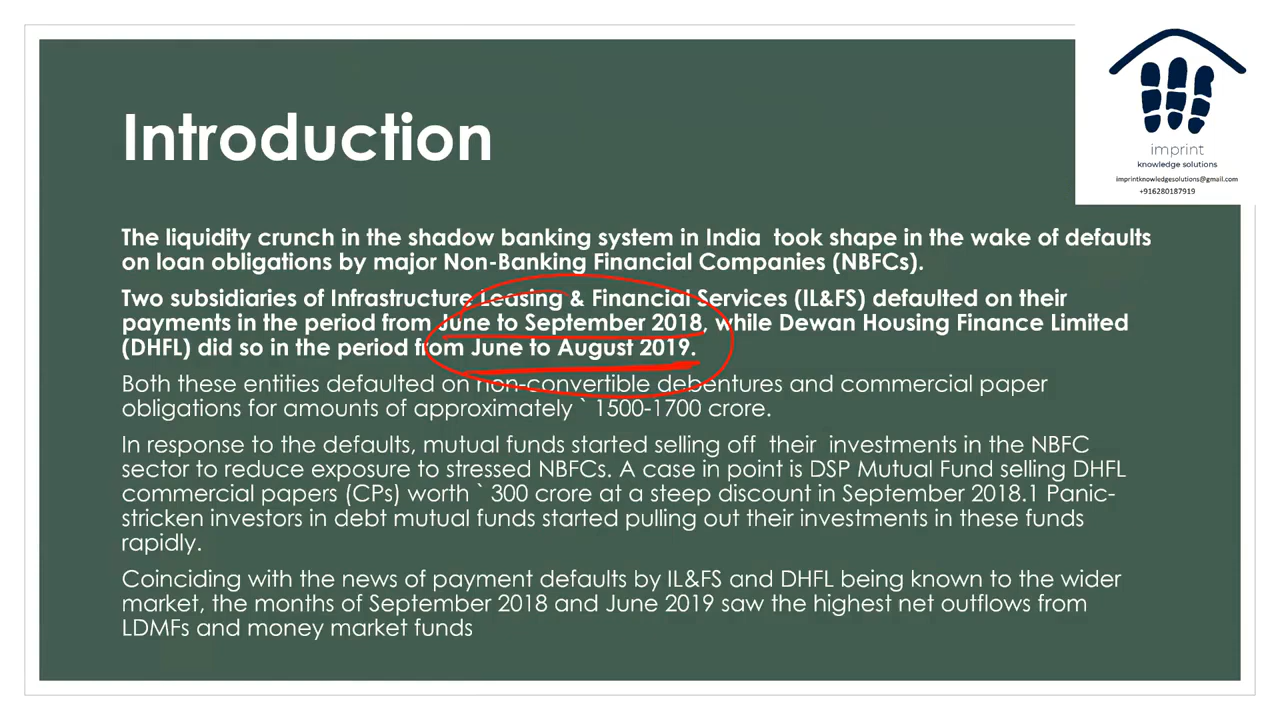 imprint
knowledge solutions
imprintknowledgesolutions@gmail.com
+916280187919
Introduction
The liquidity crunch in the shadow banking system in India took shape in the wake of defaults
on loan obligations by major Non-Banking Financial Companies (NBFCs).
Two subsidiaries of Infrastructure Leasing & Financial Services (IL&FS) defaulted on their
payments in the period from June to September 2018, while Dewan Housing Finance Limited
(DHFL) did so in the period from June to August 2019.
Both these entities defaulted on non-convertible debentures and commercial paper
obligations for amounts of approximately ` 1500-1700 crore.
In response to the defaults, mutual funds started selling off their investments in the NBFC
sector to reduce exposure to stressed NBFCs. A case in point is DSP Mutual Fund selling DHFL
commercial papers (CPs) worth ` 300 crore at a steep discount in September 2018.1 Panic-
stricken investors in debt mutual funds started pulling out their investments in these funds
rapidly.
Coinciding with the news of payment defaults by IL&FS and DHFL being known to the wider
market, the months of September 2018 and June 2019 saw the highest net outflows from
LDMFs and money market funds